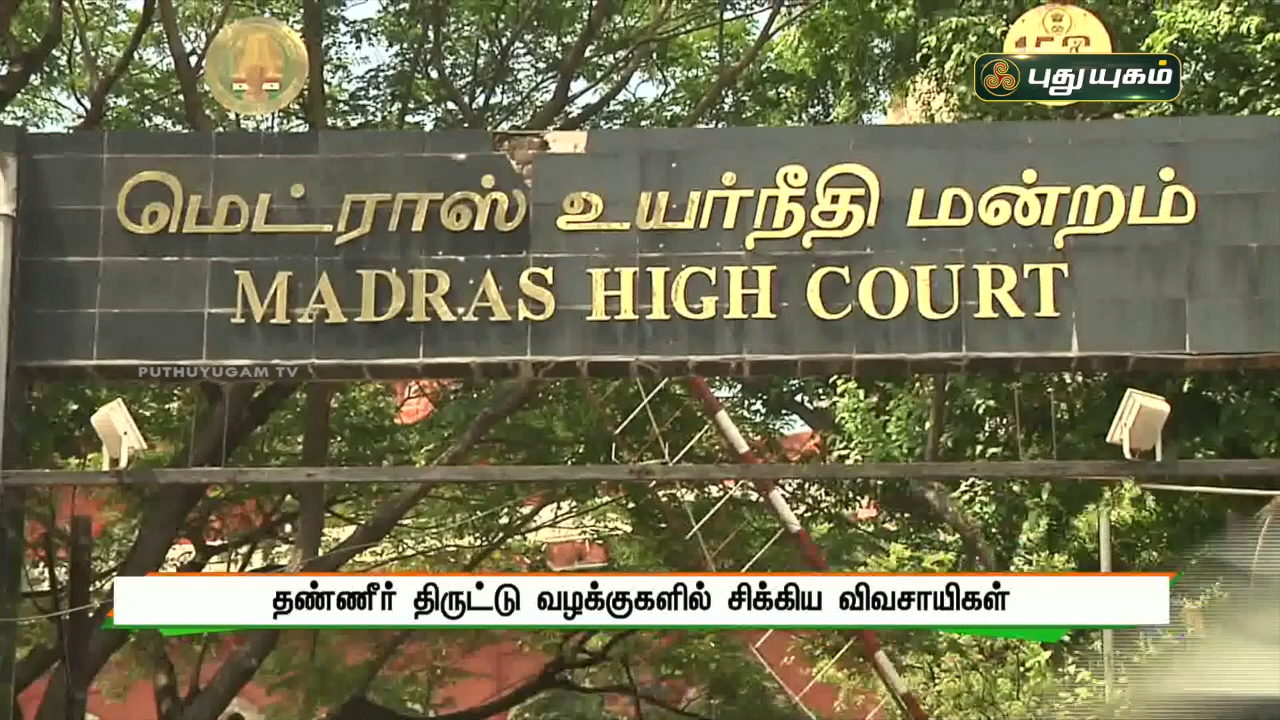 புதுயுகம்
மெட்ராஸ் உயர்நீதி மன்றம்
MADRAS HIGH COURT
PUTHUYUGAM TV
தண்ணீர் திருட்டு வழக்குகளில் சிக்கிய விவசாயிகள்